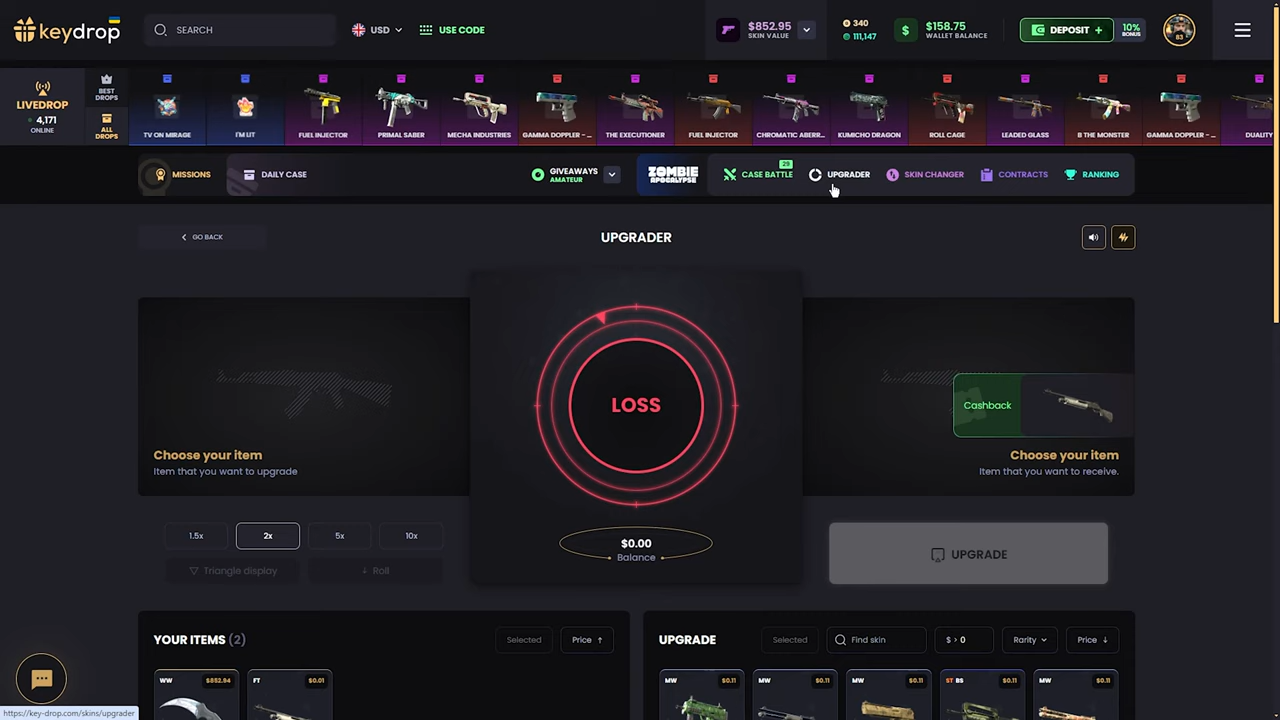 keydrop
SEARCH
USD
USE CODE
$852.95
SKIN VALUE
340
111,147
$158.75
WALLET BALANCE
DEPOSIT +
10%
BONUS
83
LIVEDROP
4,171
ONLINE
BEST
DROPS
ALL
DROPS
TV ON MIRAGE
I'M LIT
FUEL INJECTOR
PRIMAL SABER
MECHA INDUSTRIES
GAMMA DOPPLER - ...
THE EXECUTIONER
FUEL INJECTOR
CHROMATIC ABERR...
KUMICHO DRAGON
ROLL CAGE
LEADED GLASS
B THE MONSTER
GAMMA DOPPLER - ...
DUALITY
MISSIONS
DAILY CASE
GIVEAWAYS
AMATEUR
ZOMBIE
APOCALYPSE
CASE BATTLE
29
UPGRADER
SKIN CHANGER
CONTRACTS
RANKING
GO BACK
UPGRADER
LOSS
Cashback
Choose your item
Item that you want to upgrade
Choose your item
Item that you want to receive.
1.5x
2x
5x
10x
$0.00
Balance
UPGRADE
Triangle display
Roll
YOUR ITEMS (2)
Selected
Price ↑
UPGRADE
Selected
Find skin
$ > 0
Rarity
Price ↓
WW
$852.94
FT
$0.01
MW
$0.11
MW
$0.11
MW
$0.11
ST BS
$0.11
MW
$0.11
https://key-drop.com/skins/upgrader